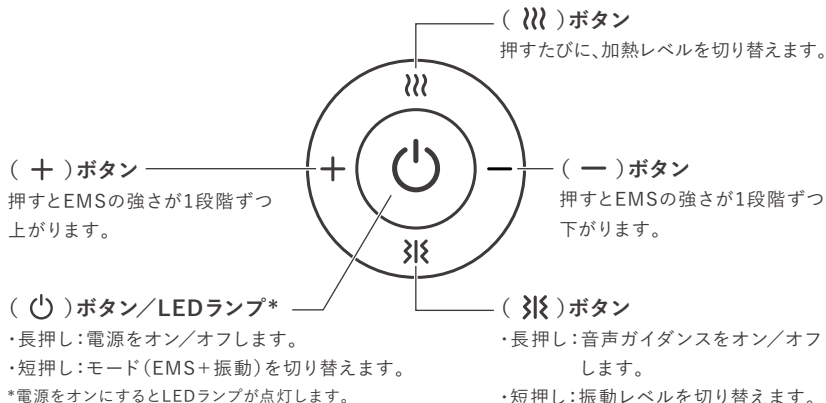 ( )ボタン
押すたびに、加熱レベルを切り替えます。
( + )ボタン
押すとEMSの強さが1段階ずつ
上がります。
( − )ボタン
押すとEMSの強さが1段階ずつ
下がります。
( )ボタン/LEDランプ*
・長押し:電源をオン/オフします。
・短押し:モード(EMS+振動)を切り替えます。
*電源をオンにするとLEDランプが点灯します。
( )ボタン
・長押し:音声ガイダンスをオン/オフ
します。
・短押し:振動レベルを切り替えます。